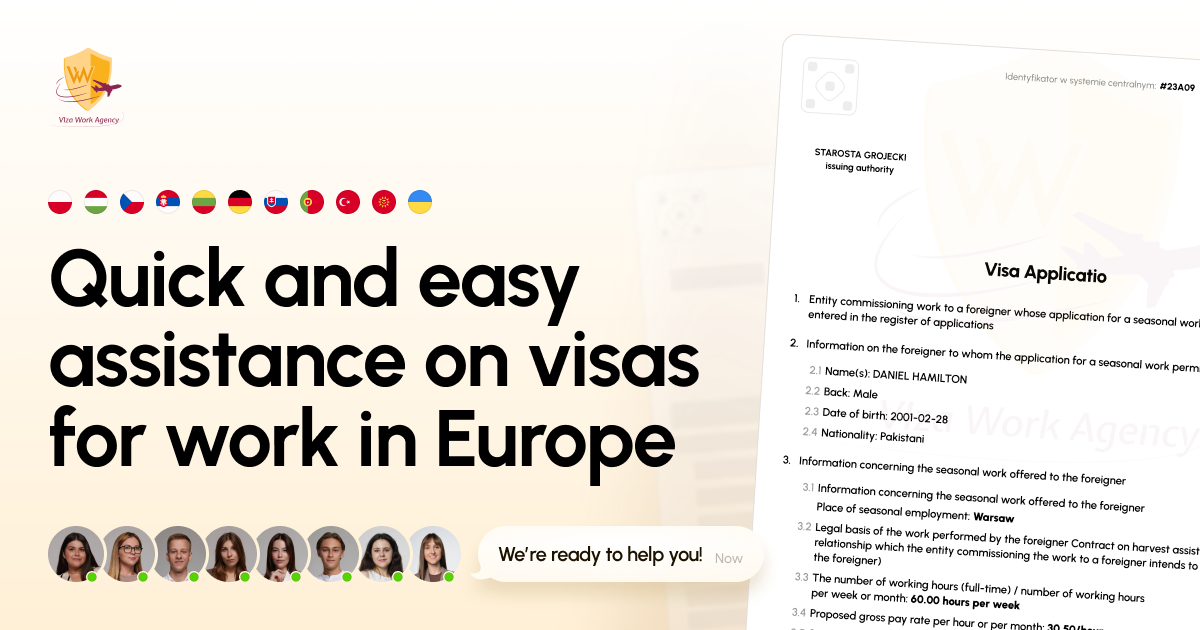 Viza Work Agency
Quick and easy
assistance on visas
for work in Europe
We're ready to help you! Now
Identyfikator w systemie centralnym: #23A09
STAROSTA GROJECKI
issuing authority
Visa Applicatio
1. Entity commissioning work to a foreigner whose application for a seasonal
entered in the register of applications
2. Information on the foreigner to whom the application for a seasonal work
2.1 Name(s): DANIEL HAMILTON
2.2 Back: Male
2.3 Date of birth: 2001-02-28
2.4 Nationality: Pakistani
Viza Work Agency
3. Information concerning the seasonal work offered to the foreigner
3.1 Information concerning the seasonal work offered to the foreigner
Place of seasonal employment: Warsaw
3.2 Legal basis of the work performed by the foreigner Contract on harvest
relationship which the entity commissioning the work to a foreigner intends to
the foreigner)
3.3 The number of working hours (full-time) / number of working hours
per week or month: 60.00 hours per week
3.4 Proposed gross pay rate per hour or per month: